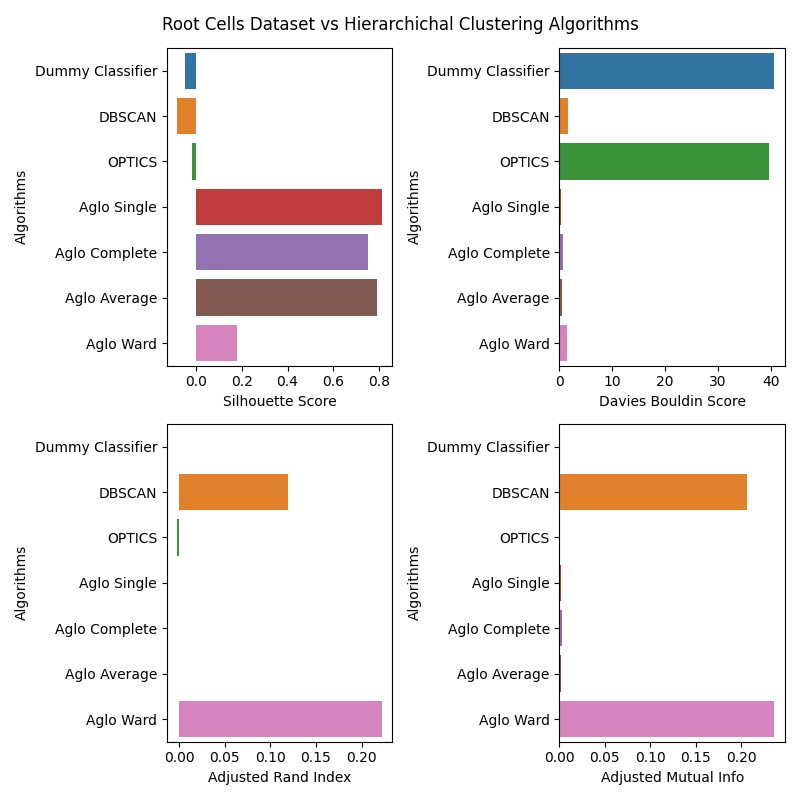 Root Cells Dataset vs Hierarchichal Clustering Algorithms
Algorithms
Dummy Classifier
DBSCAN
OPTICS
Aglo Single
Aglo Complete
Aglo Average
Aglo Ward
0.0 0.2 0.4 0.6 0.8
Silhouette Score
Algorithms
Dummy Classifier
DBSCAN
OPTICS
Aglo Single
Aglo Complete
Aglo Average
Aglo Ward
0 10 20 30 40
Davies Bouldin Score
Algorithms
Dummy Classifier
DBSCAN
OPTICS
Aglo Single
Aglo Complete
Aglo Average
Aglo Ward
0.00 0.05 0.10 0.15 0.20
Adjusted Rand Index
Algorithms
Dummy Classifier
DBSCAN
OPTICS
Aglo Single
Aglo Complete
Aglo Average
Aglo Ward
0.00 0.05 0.10 0.15 0.20
Adjusted Mutual Info